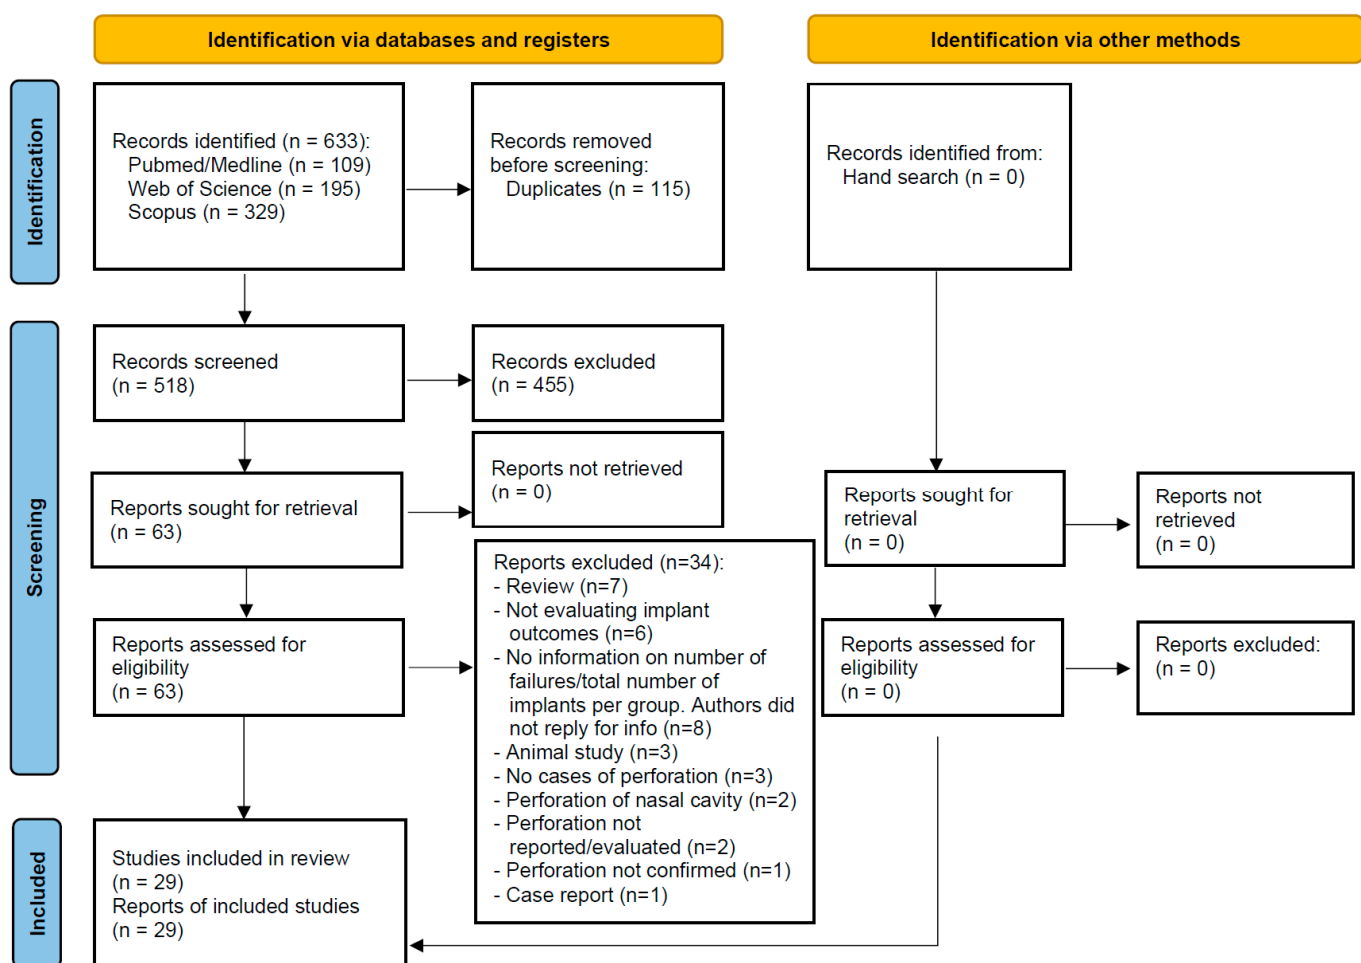 Identification via databases and registers
Identification via other methods
Identification
Records identified (n = 633):
Pubmed/Medline (n = 109)
Web of Science (n = 195)
Scopus (n = 329)
Records removed
before screening:
Duplicates (n = 115)
Records identified from:
Hand search (n = 0)
Screening
Records screened
(n = 518)
Records excluded
(n = 455)
Reports sought for retrieval
(n = 63)
Reports not retrieved
(n = 0)
Reports sought for
retrieval
(n = 0)
Reports not
retrieved
(n = 0)
Reports assessed for
eligibility
(n = 63)
Reports excluded (n=34):
- Review (n=7)
- Not evaluating implant
outcomes (n=6)
- No information on number of
failures/total number of
implants per group. Authors did
not reply for info (n=8)
- Animal study (n=3)
- No cases of perforation (n=3)
- Perforation of nasal cavity (n=2)
- Perforation not
reported/evaluated (n=2)
- Perforation not confirmed (n=1)
- Case report (n=1)
Reports assessed for
eligibility
(n = 0)
Reports excluded:
(n = 0)
Included
Studies included in review
(n = 29)
Reports of included studies
(n = 29)